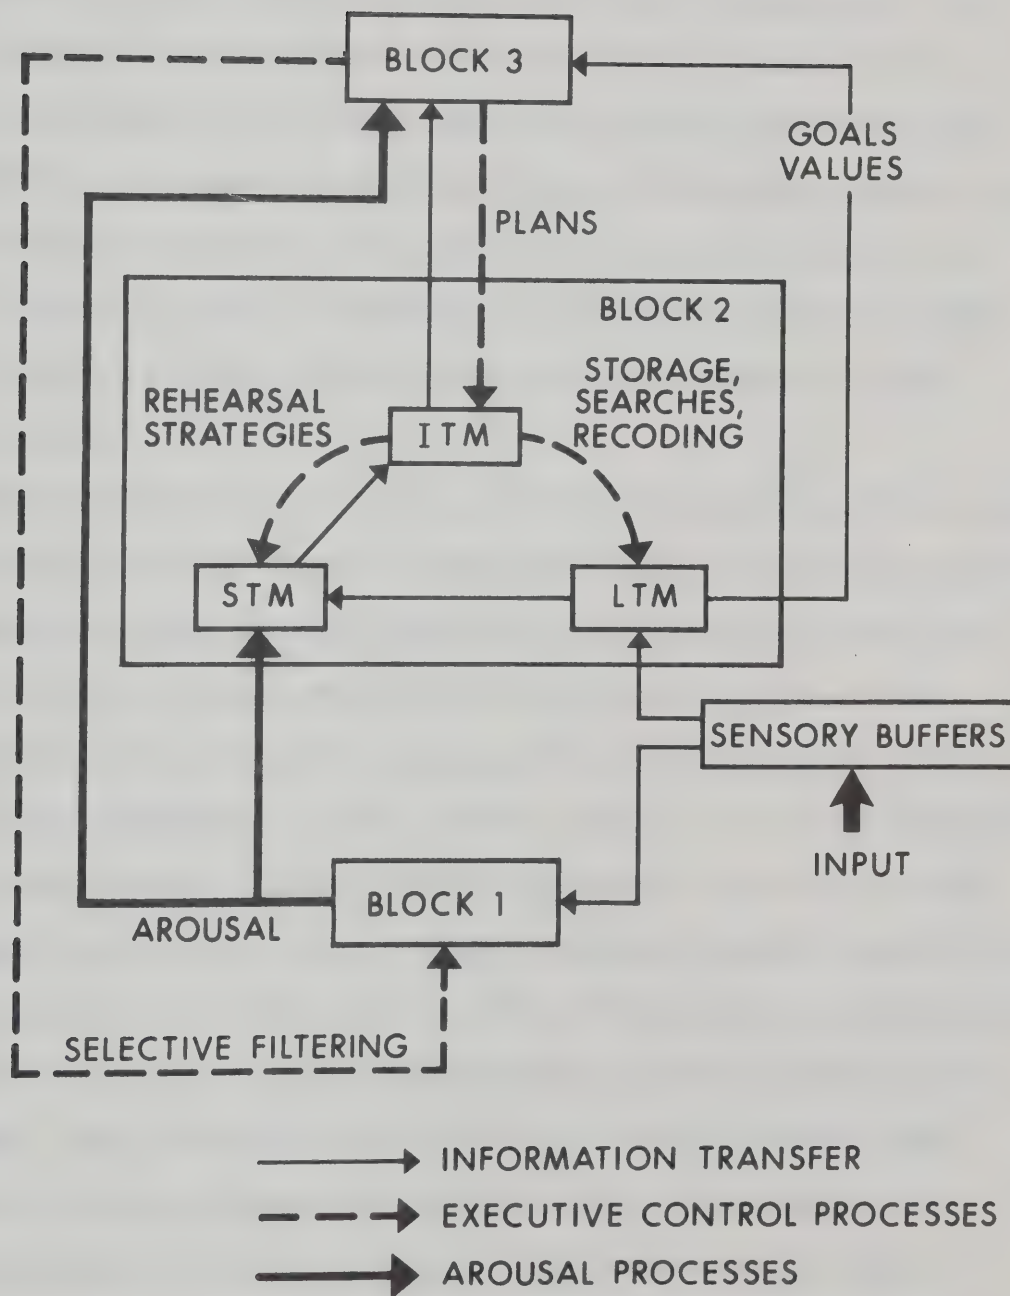 BLOCK 3
GOALS
VALUES
PLANS
BLOCK 2
REHEARSAL
STRATEGIES
STORAGE,
SEARCHES,
RECODING
ITM
STM
LTM
SENSORY BUFFERS
INPUT
BLOCK 1
AROUSAL
SELECTIVE FILTERING
INFORMATION TRANSFER
EXECUTIVE CONTROL PROCESSES
AROUSAL PROCESSES